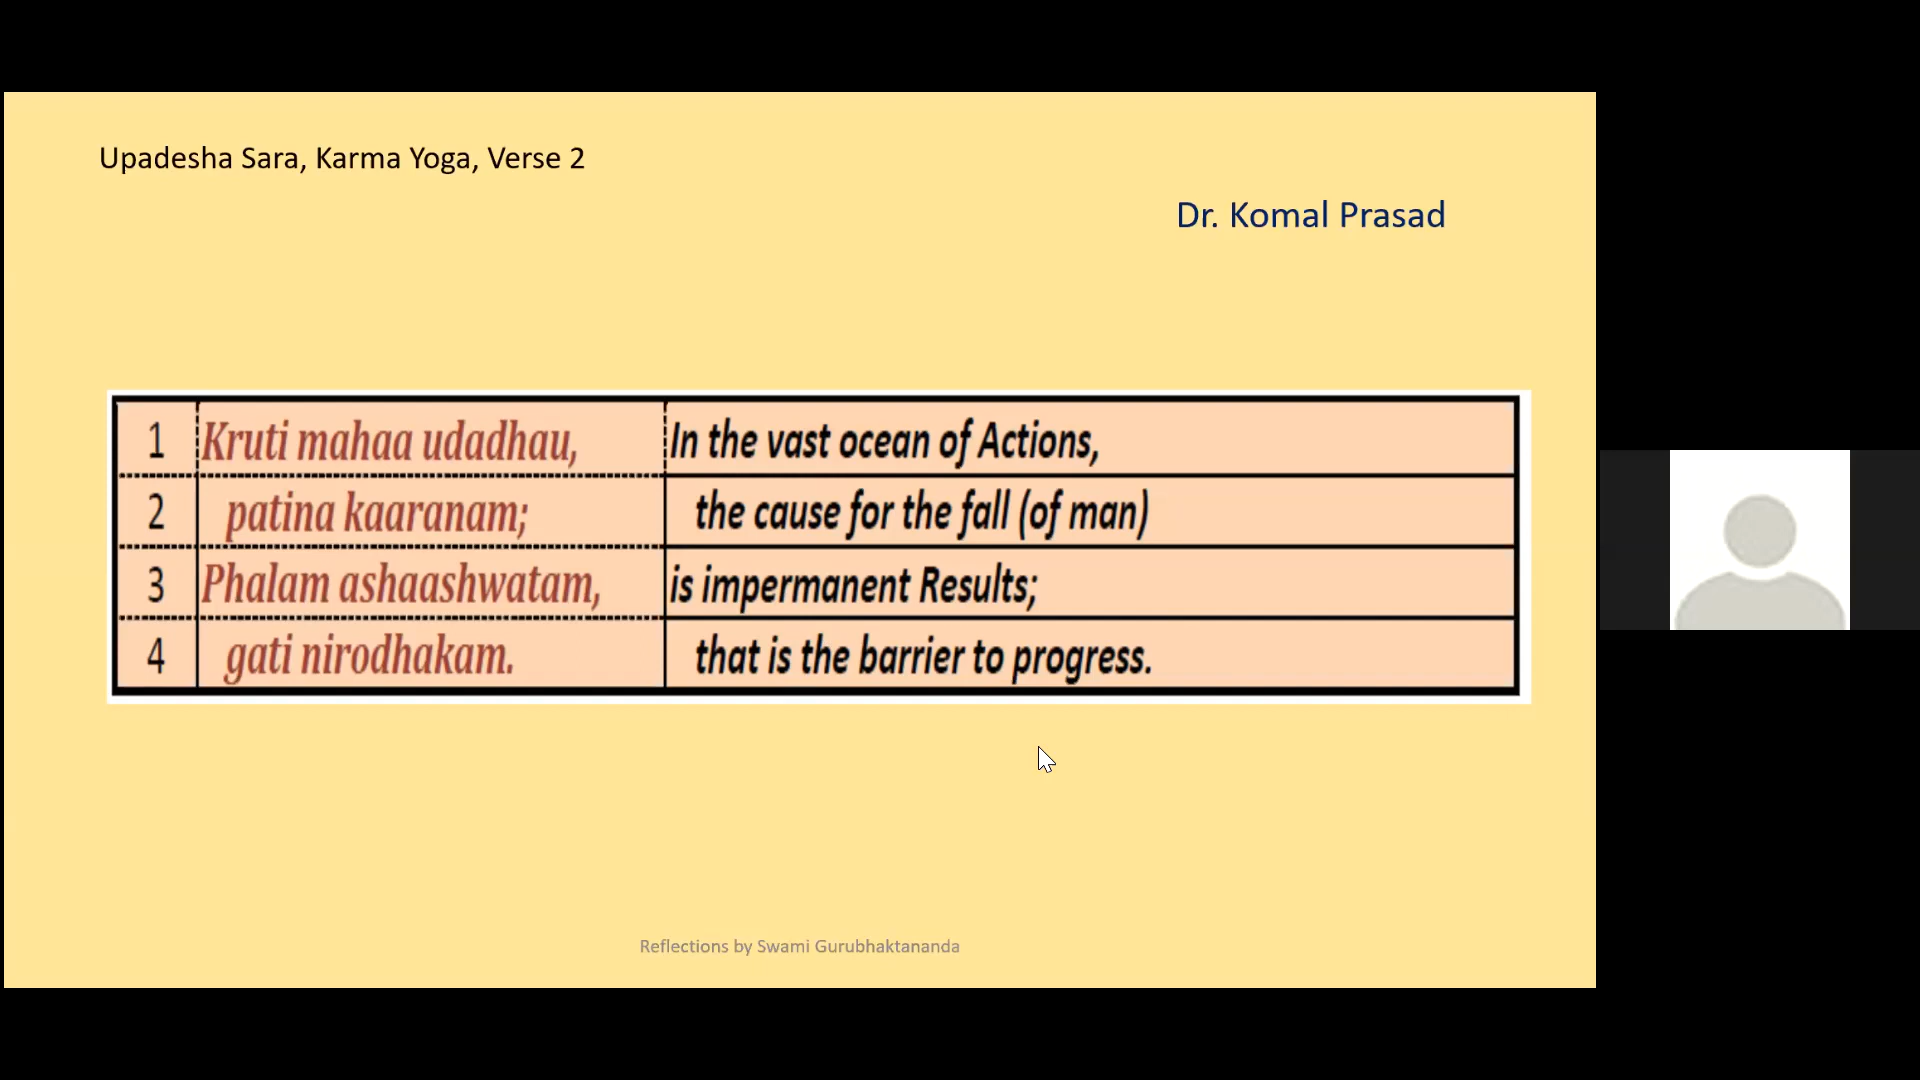 Upadesha Sara, Karma Yoga, Verse 2
Dr. Komal Prasad
1 Kruti mahaa udadhau, In the vast ocean of Actions,
2 patina kaaranam; the cause for the fall (of man)
3 Phalam ashaashwatam, is impermanent Results;
4 gati nirodhakam. that is the barrier to progress.
Reflections by Swami Gurubhaktananda